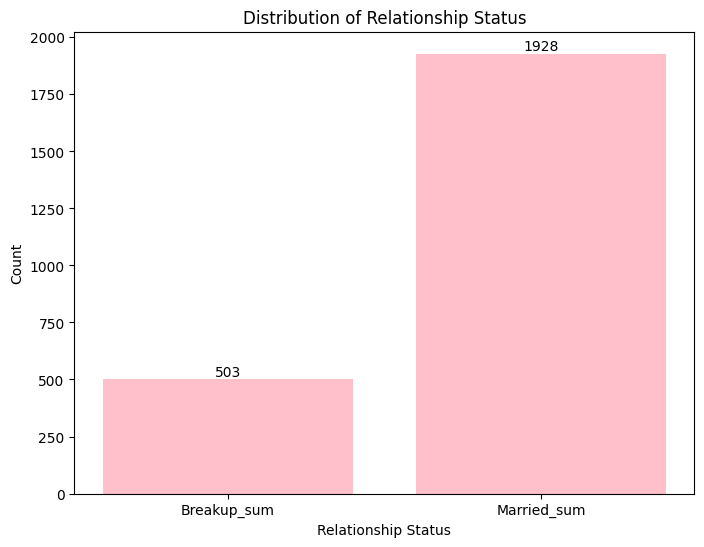 Distribution of Relationship Status
2000
1750
1500
1250
1000
750
500
250
0
Count
503
1928
Breakup_sum
Married_sum
Relationship Status